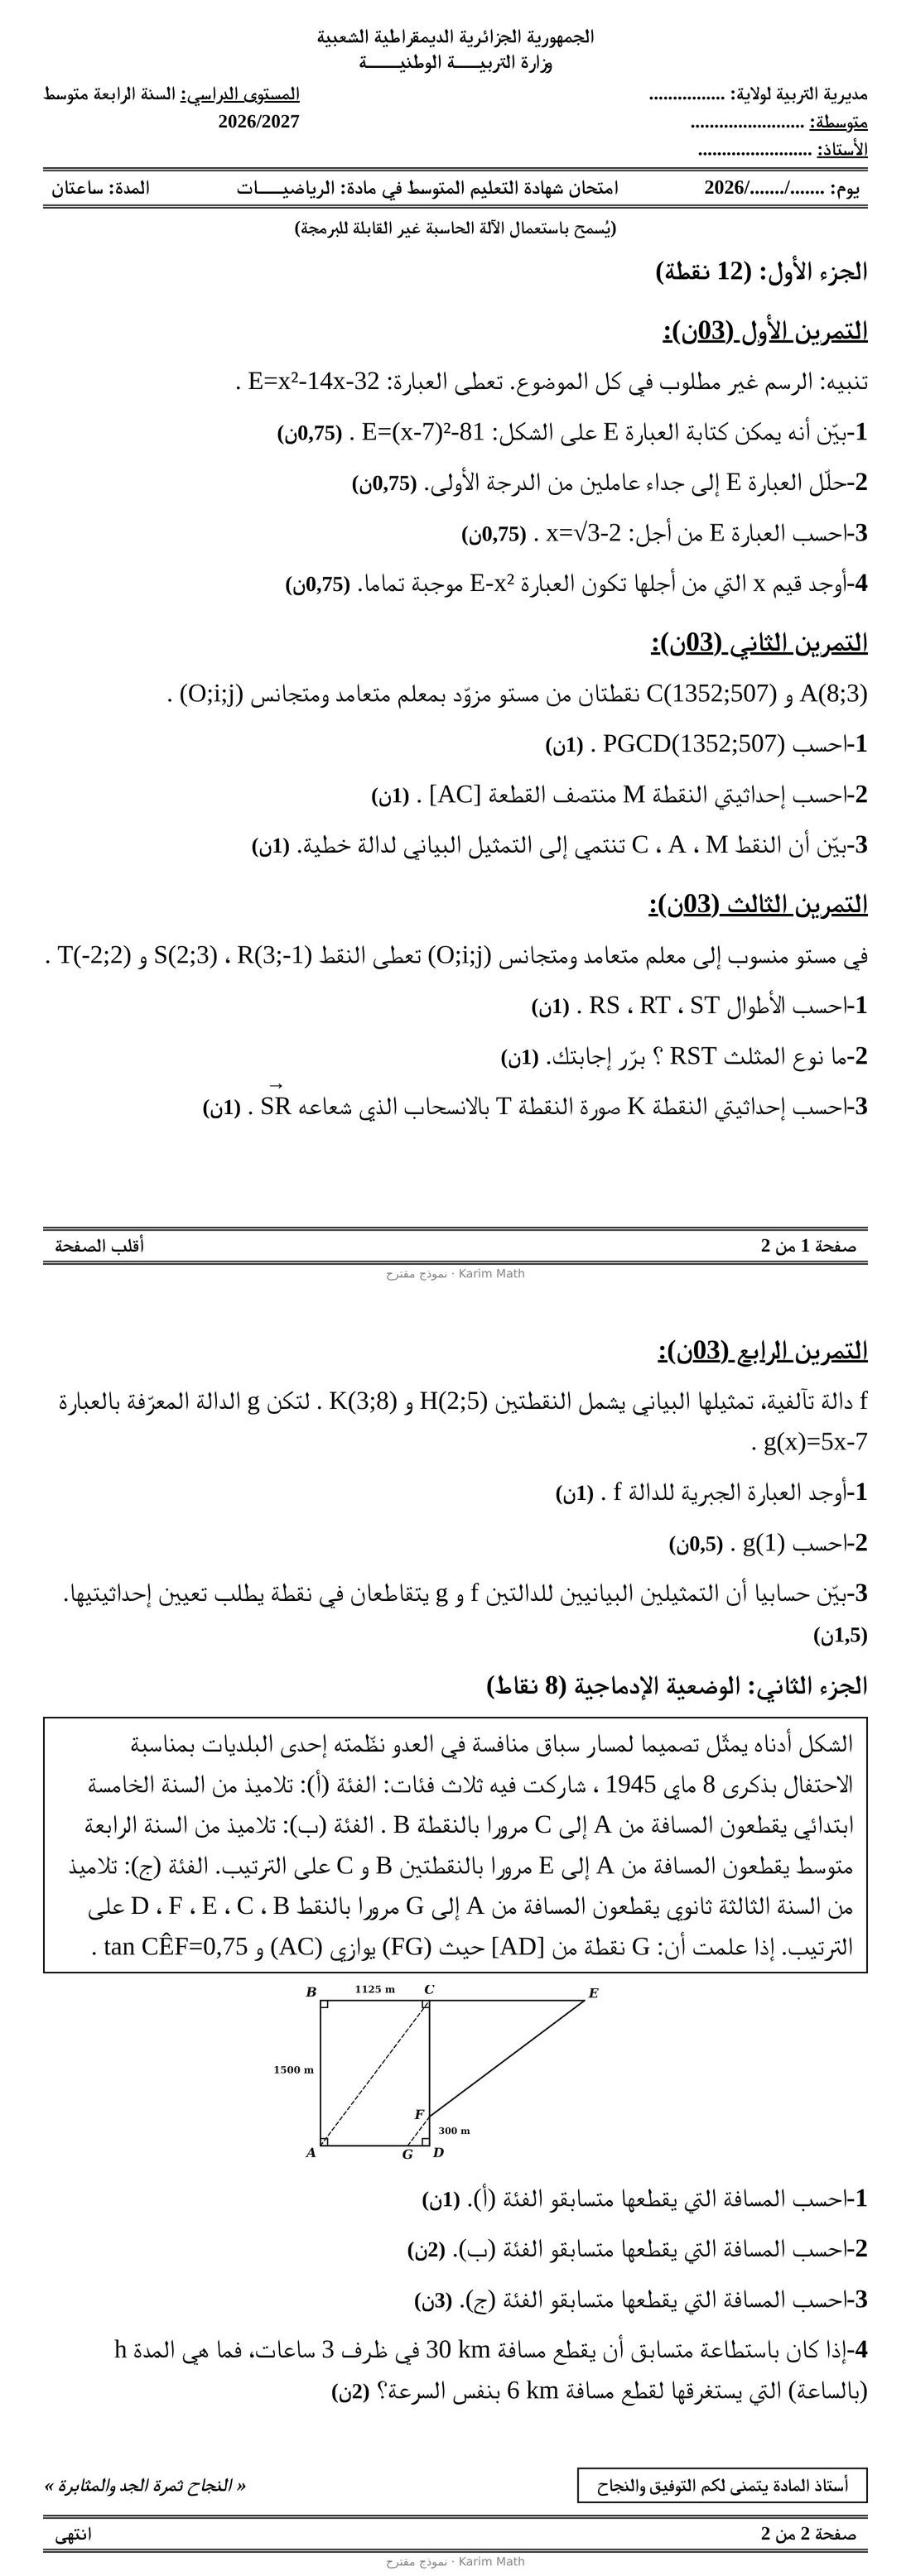 الجمهورية الجزائرية الديمقراطية الشعبية
وزارة التربيــــة الوطنيــــــة
مديرية التربية لولاية: ................
المستوى الدراسي: السنة الرابعة متوسط
متوسطة: ........................
2026/2027
الأستاذ: ........................
يوم: ......./......./2026
امتحان شهادة التعليم المتوسط في مادة: الرياضيـــــات
المدة: ساعتان
(يُسمح باستعمال الآلة الحاسبة غير القابلة للبرمجة)
الجزء الأول: (12 نقطة)
التمرين الأول (03ن):
تنبيه: الرسم غير مطلوب في كل الموضوع. تعطى العبارة: E=x²-14x-32 .
1-بيّن أنه يمكن كتابة العبارة E على الشكل: E=(x-7)²-81 . (0,75ن)
2-حلّل العبارة E إلى جداء عاملين من الدرجة الأولى. (0,75ن)
3-احسب العبارة E من أجل: x=√3-2 . (0,75ن)
4-أوجد قيم x التي من أجلها تكون العبارة E-x² موجبة تماما. (0,75ن)
التمرين الثاني (03ن):
A(8;3) و C(1352;507) نقطتان من مستو مزوّد بمعلم متعامد ومتجانس (O;i;j) .
1-احسب PGCD(1352;507) . (1ن)
2-احسب إحداثيتي النقطة M منتصف القطعة [AC] . (1ن)
3-بيّن أن النقط C ، A ، M تنتمي إلى التمثيل البياني لدالة خطية. (1ن)
التمرين الثالث (03ن):
في مستو منسوب إلى معلم متعامد ومتجانس (O;i;j) تعطى النقط S(2;3) ، R(3;-1) و T(-2;2) .
1-احسب الأطوال RS ، RT ، ST . (1ن)
2-ما نوع المثلث RST ؟ برّر إجابتك. (1ن)
3-احسب إحداثيتي النقطة K صورة النقطة T بالانسحاب الذي شعاعه S⃗R . (1ن)
صفحة 1 من 2
أقلب الصفحة
نموذج مقترح · Karim Math
التمرين الرابع (03ن):
f دالة تآلفية، تمثيلها البياني يشمل النقطتين H(2;5) و K(3;8) . لتكن g الدالة المعرّفة بالعبارة
g(x)=5x-7 .
1-أوجد العبارة الجبرية للدالة f . (1ن)
2-احسب g(1) . (0,5ن)
3-بيّن حسابيا أن التمثيلين البيانيين للدالتين f و g يتقاطعان في نقطة يطلب تعيين إحداثيتيها.
(1,5ن)
الجزء الثاني: الوضعية الإدماجية (8 نقاط)
الشكل أدناه يمثّل تصميما لمسار سباق منافسة في العدو نظّمته إحدى البلديات بمناسبة
الاحتفال بذكرى 8 ماي 1945 ، شاركت فيه ثلاث فئات: الفئة (أ): تلاميذ من السنة الخامسة
ابتدائي يقطعون المسافة من A إلى C مرورا بالنقطة B . الفئة (ب): تلاميذ من السنة الرابعة
متوسط يقطعون المسافة من A إلى E مرورا بالنقطتين B و C على الترتيب. الفئة (ج): تلاميذ
من السنة الثالثة ثانوي يقطعون المسافة من A إلى G مرورا بالنقط D ، F ، E ، C ، B على
الترتيب. إذا علمت أن: G نقطة من [AD] حيث (FG) يوازي (AC) و tan CÊF=0,75 .
B 1125 m C E
1500 m
F
300 m
A G D
1-احسب المسافة التي يقطعها متسابقو الفئة (أ). (1ن)
2-احسب المسافة التي يقطعها متسابقو الفئة (ب). (2ن)
3-احسب المسافة التي يقطعها متسابقو الفئة (ج). (3ن)
4-إذا كان باستطاعة متسابق أن يقطع مسافة 30 km في ظرف 3 ساعات، فما هي المدة h
(بالساعة) التي يستغرقها لقطع مسافة 6 km بنفس السرعة؟ (2ن)
أستاذ المادة يتمنى لكم التوفيق والنجاح
« النجاح ثمرة الجد والمثابرة »
صفحة 2 من 2
انتهى
نموذج مقترح · Karim Math